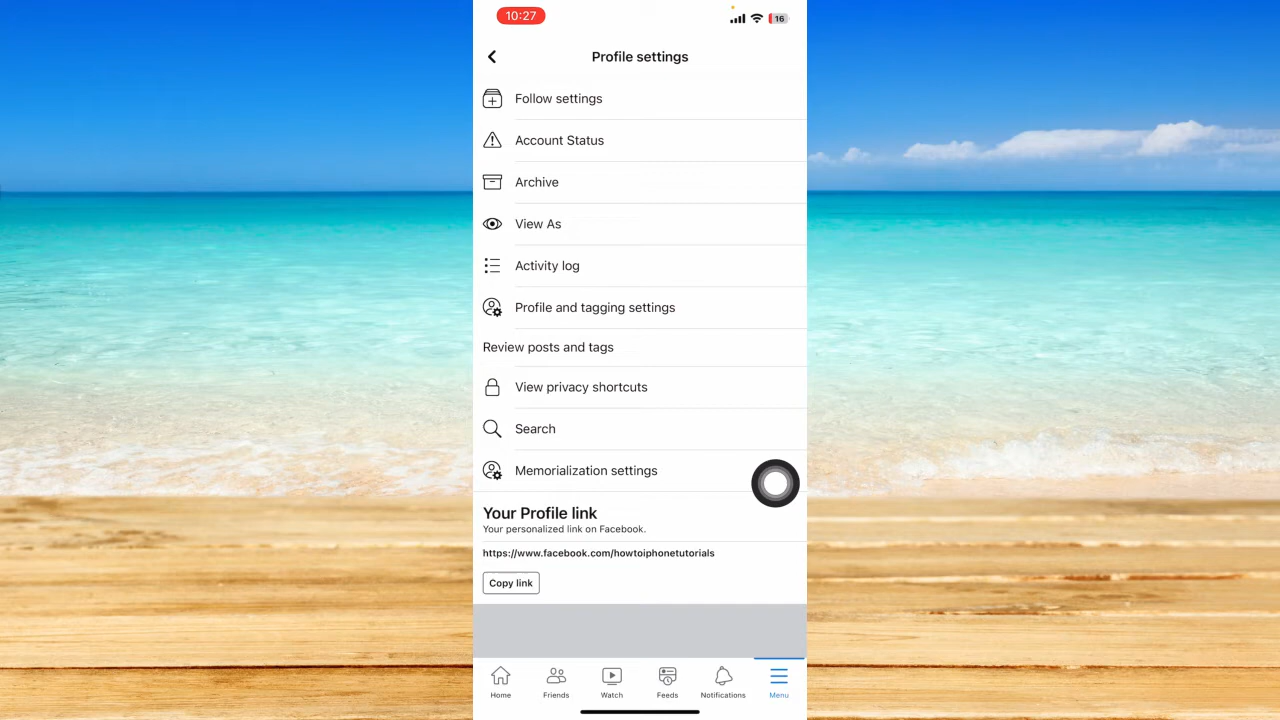 10:27
16
Profile settings
Follow settings
Account Status
Archive
View As
Activity log
Profile and tagging settings
Review posts and tags
View privacy shortcuts
Search
Memorialization settings
Your Profile link
Your personalized link on Facebook.
https://www.facebook.com/howtoiphonetutorials
Copy link
Home Friends Watch Feeds Notifications Menu